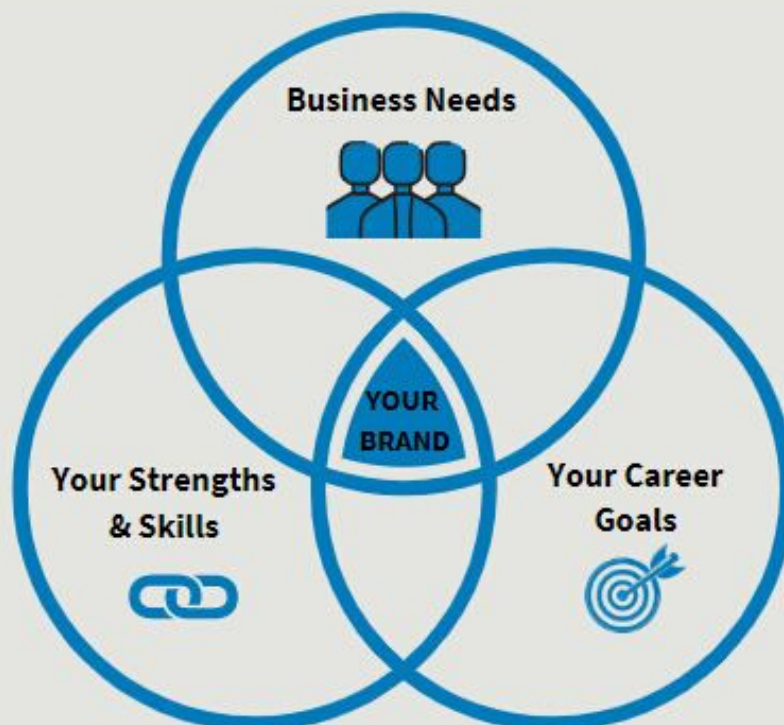 Business Needs
YOUR
BRAND
Your Strengths
& Skills
Your Career
Goals